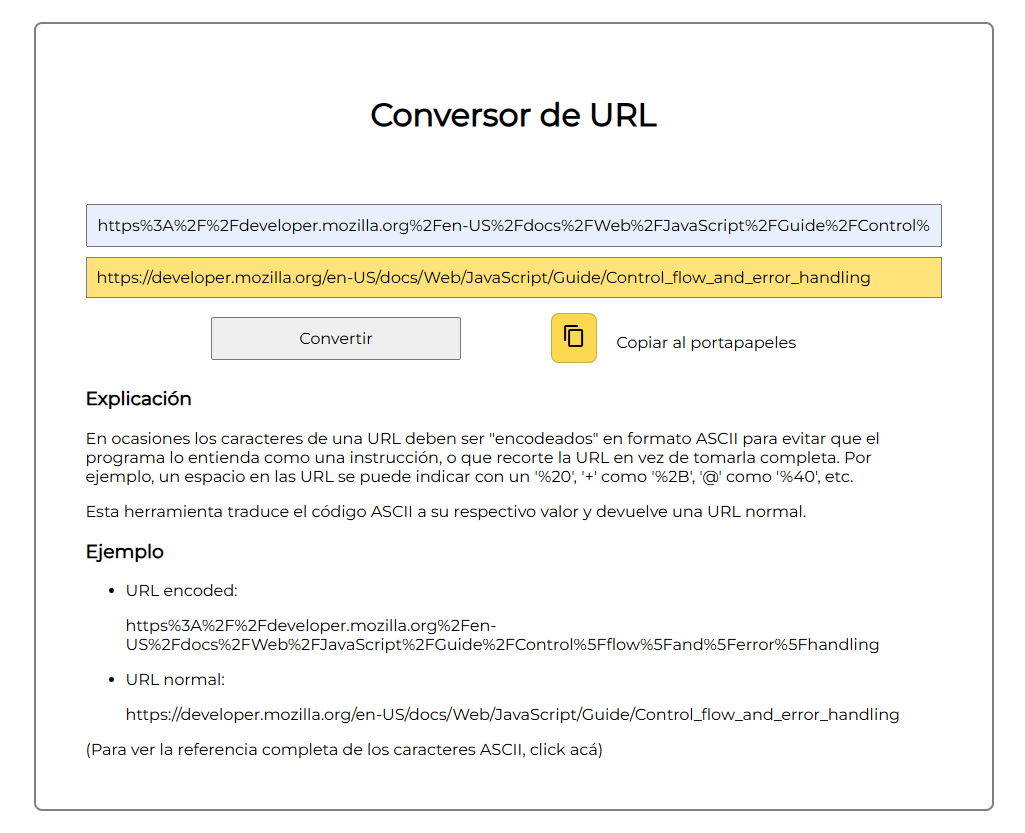 Conversor de URL
https%3A%2F%2Fdeveloper.mozilla.org%2Fen-US%2Fdocs%2FWeb%2FJavaScript%2FGuide%2FControl%
https://developer.mozilla.org/en-US/docs/Web/JavaScript/Guide/Control_flow_and_error_handling
Convertir
Copiar al portapapeles
Explicación
En ocasiones los caracteres de una URL deben ser "encodeados" en formato ASCII para evitar que el
programa lo entienda como una instrucción, o que recorte la URL en vez de tomarla completa. Por
ejemplo, un espacio en las URL se puede indicar con un '%20', '+' como '%2B', '@' como '%40', etc.
Esta herramienta traduce el código ASCII a su respectivo valor y devuelve una URL normal.
Ejemplo
• URL encoded:
https%3A%2F%2Fdeveloper.mozilla.org%2Fen-
US%2Fdocs%2FWeb%2FJavaScript%2FGuide%2FControl%5Fflow%5Fand%5Ferror%5Fhandling
• URL normal:
https://developer.mozilla.org/en-US/docs/Web/JavaScript/Guide/Control_flow_and_error_handling
(Para ver la referencia completa de los caracteres ASCII, click acá)